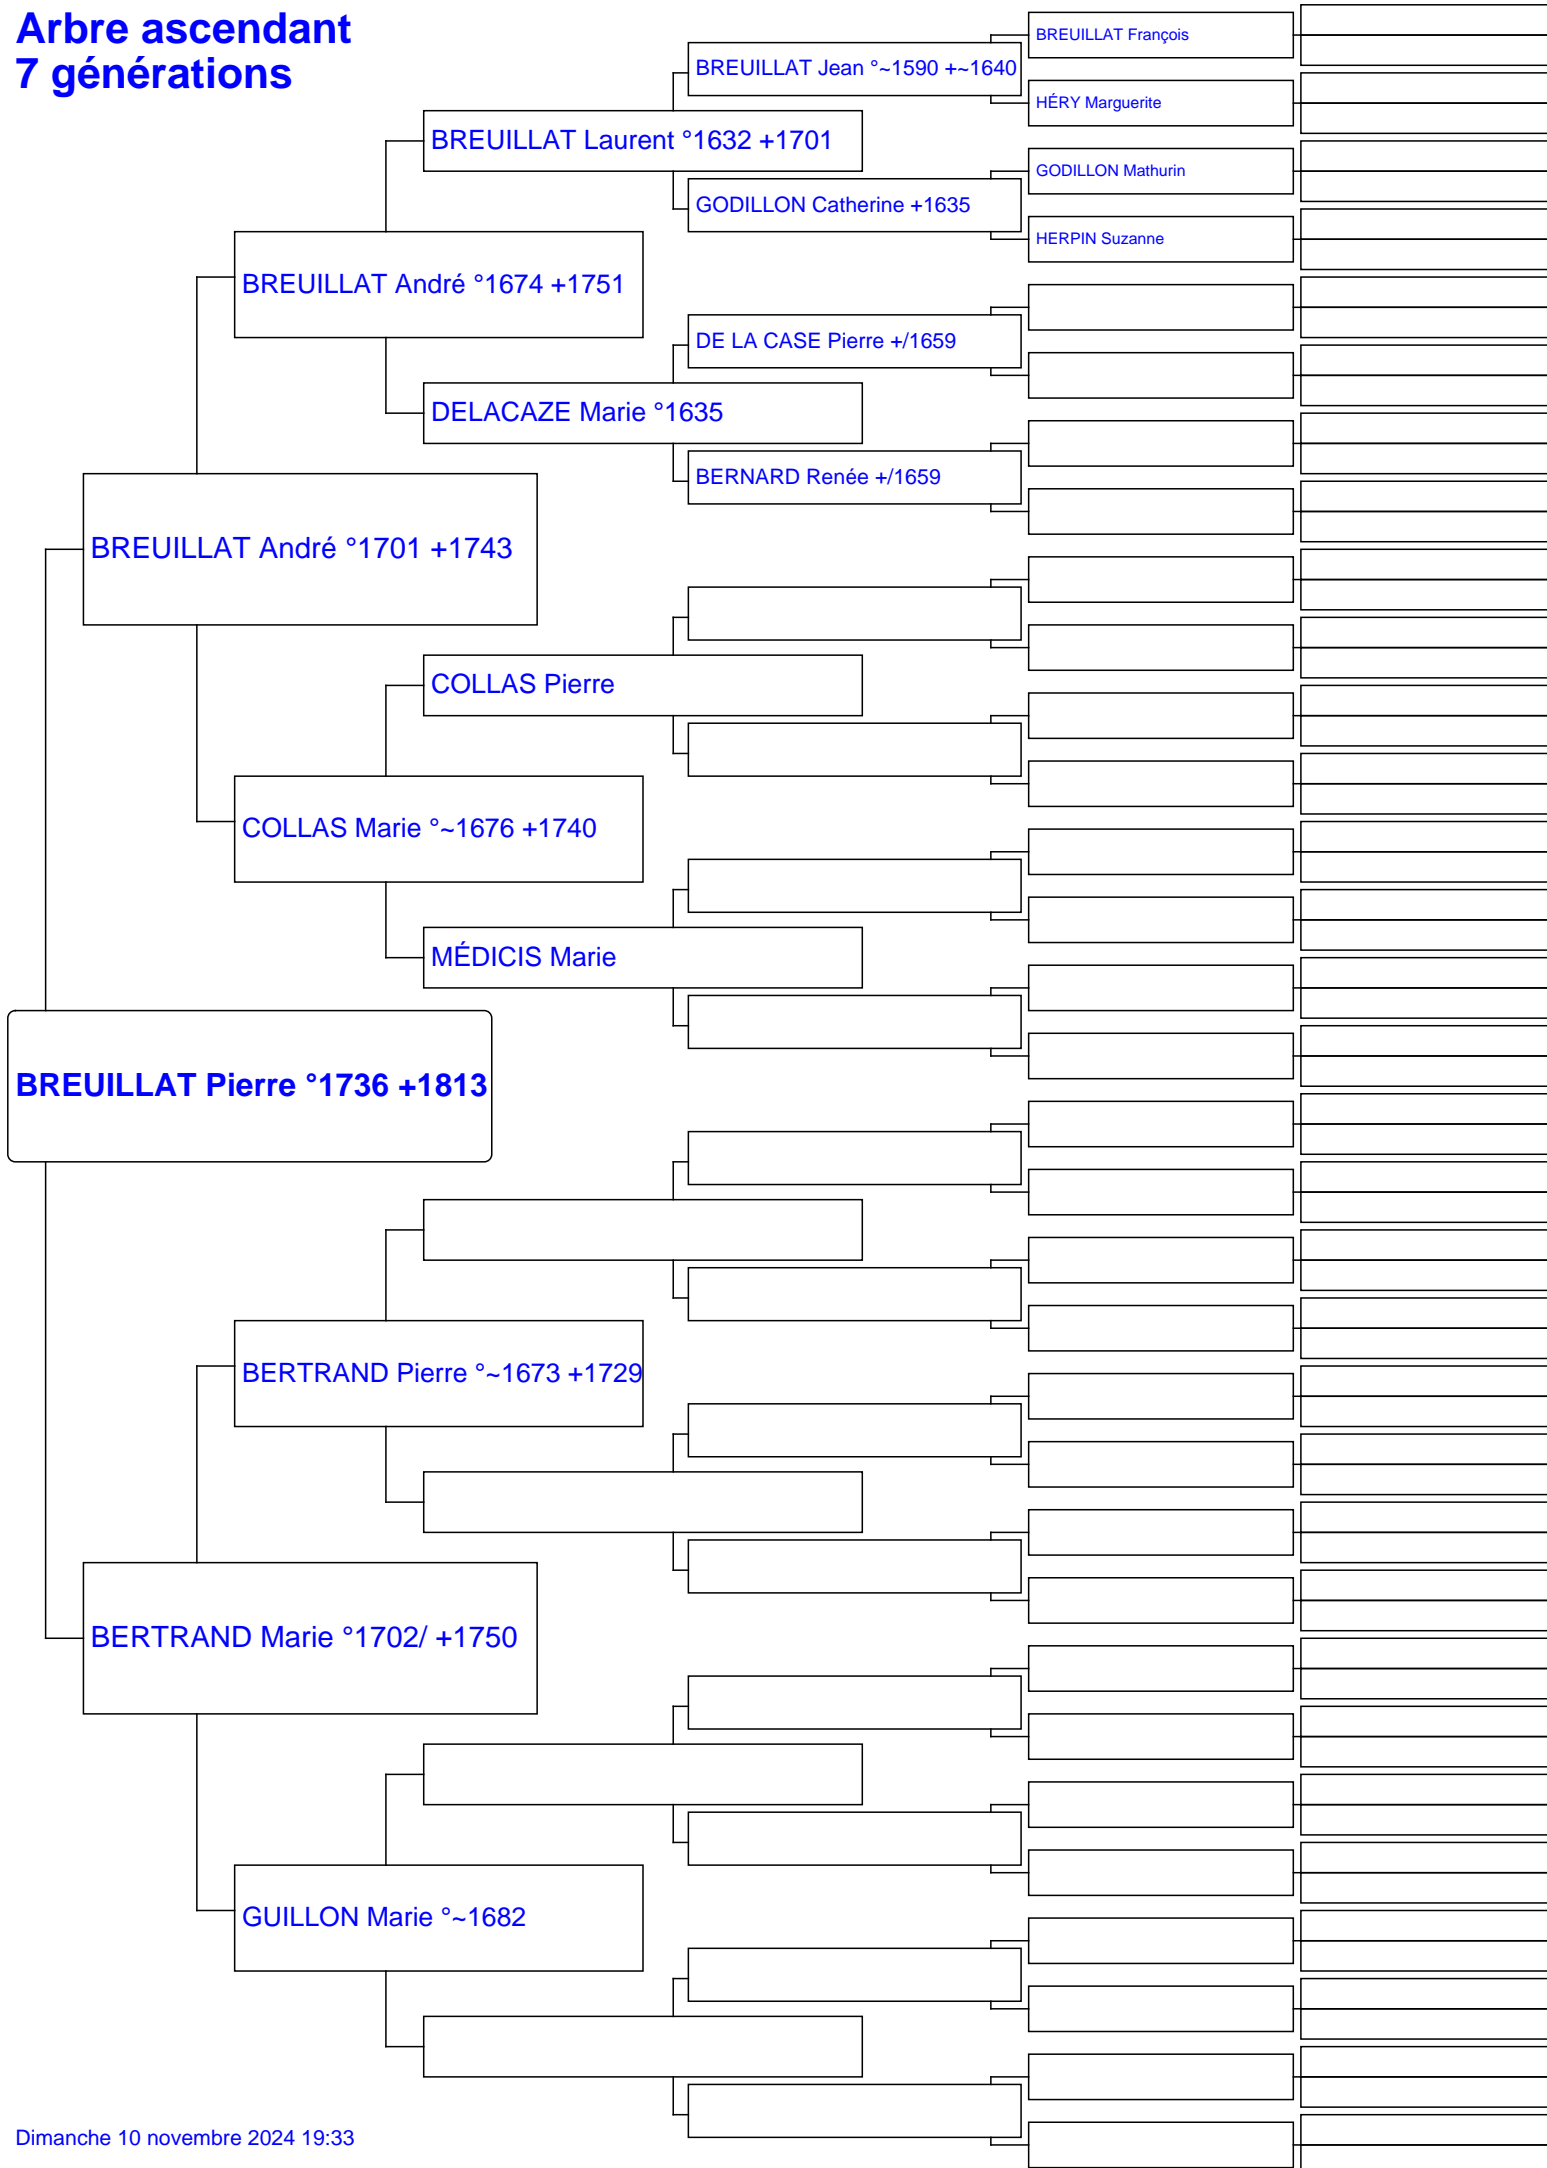 Arbre ascendant
7 générations
BREUILLAT François
BREUILLAT Jean °~1590 +~1640
HÉRY Marguerite
BREUILLAT Laurent °1632 +1701
GODILLON Mathurin
GODILLON Catherine +1635
HERPIN Suzanne
BREUILLAT André °1674 +1751
DE LA CASE Pierre +/1659
DELACAZE Marie °1635
BERNARD Renée +/1659
BREUILLAT André °1701 +1743
COLLAS Pierre
COLLAS Marie °~1676 +1740
MÉDICIS Marie
BREUILLAT Pierre °1736 +1813
BERTRAND Pierre °~1673 +1729
BERTRAND Marie °1702/ +1750
GUILLON Marie °~1682
Dimanche 10 novembre 2024 19:33